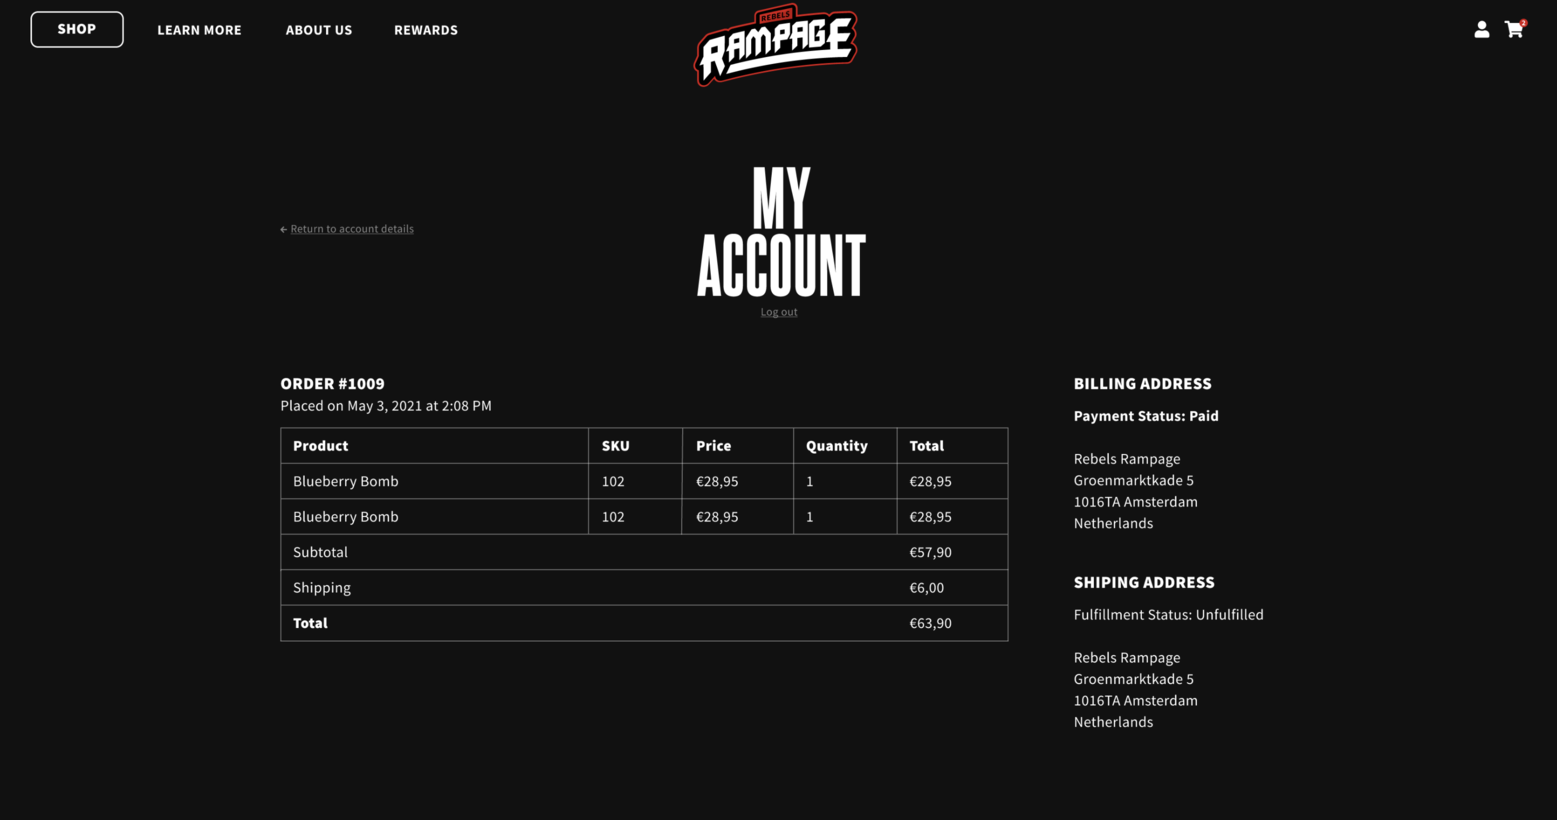 SHOP LEARN MORE ABOUT US REWARDS
REBELS
RAMPAGE
2
MY
ACCOUNT
← Return to account details
Log out
ORDER #1009
Placed on May 3, 2021 at 2:08 PM
Product SKU Price Quantity Total
Blueberry Bomb 102 €28,95 1 €28,95
Blueberry Bomb 102 €28,95 1 €28,95
Subtotal €57,90
Shipping €6,00
Total €63,90
BILLING ADDRESS
Payment Status: Paid
Rebels Rampage
Groenmarktkade 5
1016TA Amsterdam
Netherlands
SHIPING ADDRESS
Fulfillment Status: Unfulfilled
Rebels Rampage
Groenmarktkade 5
1016TA Amsterdam
Netherlands